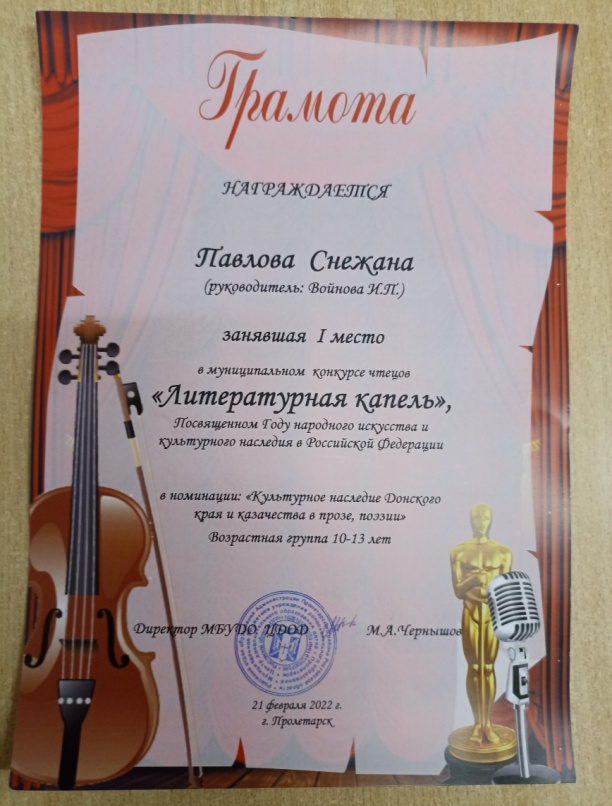 Грамота
НАГРАЖДАЕТСЯ
Павлова Снежана
(руководитель: Войнова И.П.)
занявшая I место
в муниципальном конкурсе чтецов
«Литературная капель»,
Посвященном Году народного искусства и
культурного наследия в Российской Федерации
в номинации: «Культурное наследие Донского
края и казачества в прозе, поэзии»
Возрастная группа 10-13 лет
Директор МБУДО ЦДОД М.А.Чернышов
21 февраля 2022 г.
г. Пролетарск